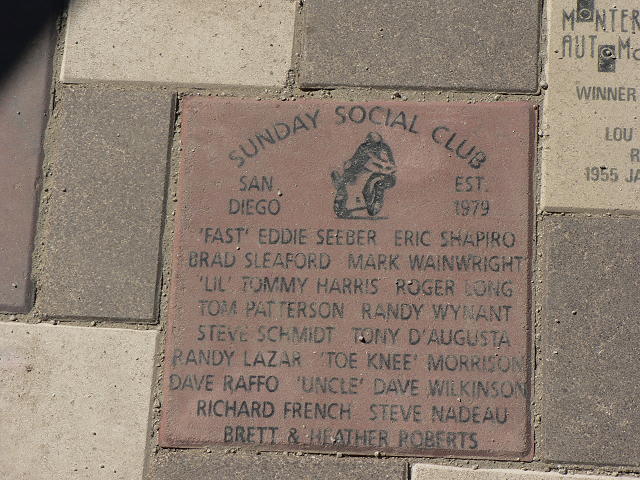 SUNDAY SOCIAL CLUB
SAN DIEGO
EST. 1979
'FAST' EDDIE SEEBER ERIC SHAPIRO
BRAD SLEAFORD MARK WAINWRIGHT
'LIL' TOMMY HARRIS ROGER LONG
TOM PATTERSON RANDY WYNANT
STEVE SCHMIDT TONY D'AUGUSTA
RANDY LAZAR 'TOE KNEE' MORRISON
DAVE RAFFO 'UNCLE' DAVE WILKINSON
RICHARD FRENCH STEVE NADEAU
BRETT & HEATHER ROBERTS
WINNER
LOU
1955